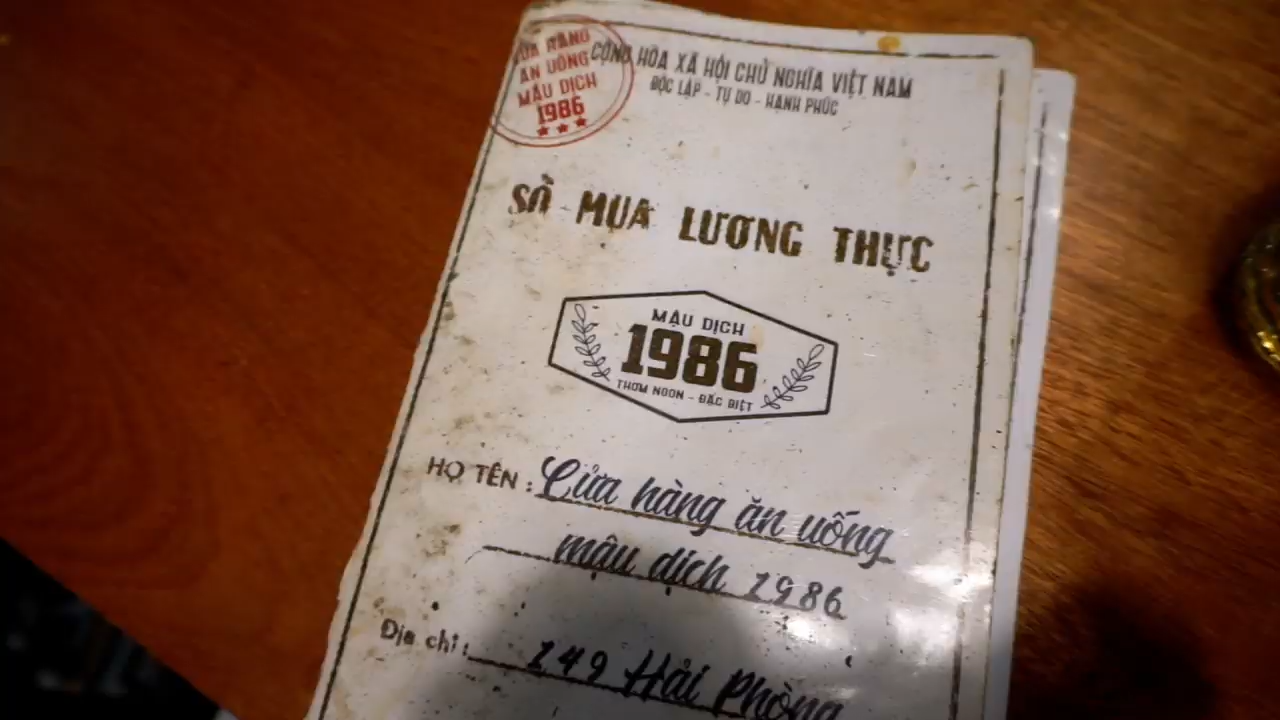 CỬA HÀNG
ĂN UỐNG
MẬU DỊCH
1986
CỘNG HÒA XÃ HỘI CHỦ NGHĨA VIỆT NAM
ĐỘC LẬP - TỰ DO - HẠNH PHÚC
SỔ MUA LƯƠNG THỰC
MẬU DỊCH
1986
THƠM NGON - ĐẶC BIỆT
HỌ TÊN : Cửa hàng ăn uống
mậu dịch 1986
Địa chỉ : 149 Hải Phòng